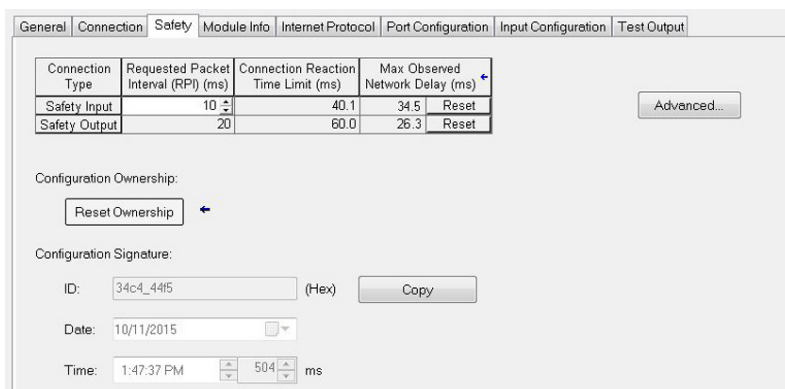 General Connection Safety Module Info Internet Protocol Port Configuration Input Configuration Test Output
Connection Type Requested Packet Interval (RPI) (ms) Connection Reaction Time Limit (ms) Max Observed Network Delay (ms)
Safety Input 10 40.1 34.5 Reset
Safety Output 20 60.0 26.3 Reset
Advanced...
Configuration Ownership:
Reset Ownership
Configuration Signature:
ID: 34c4_44f5 (Hex) Copy
Date: 10/11/2015
Time: 1:47:37 PM 504 ms